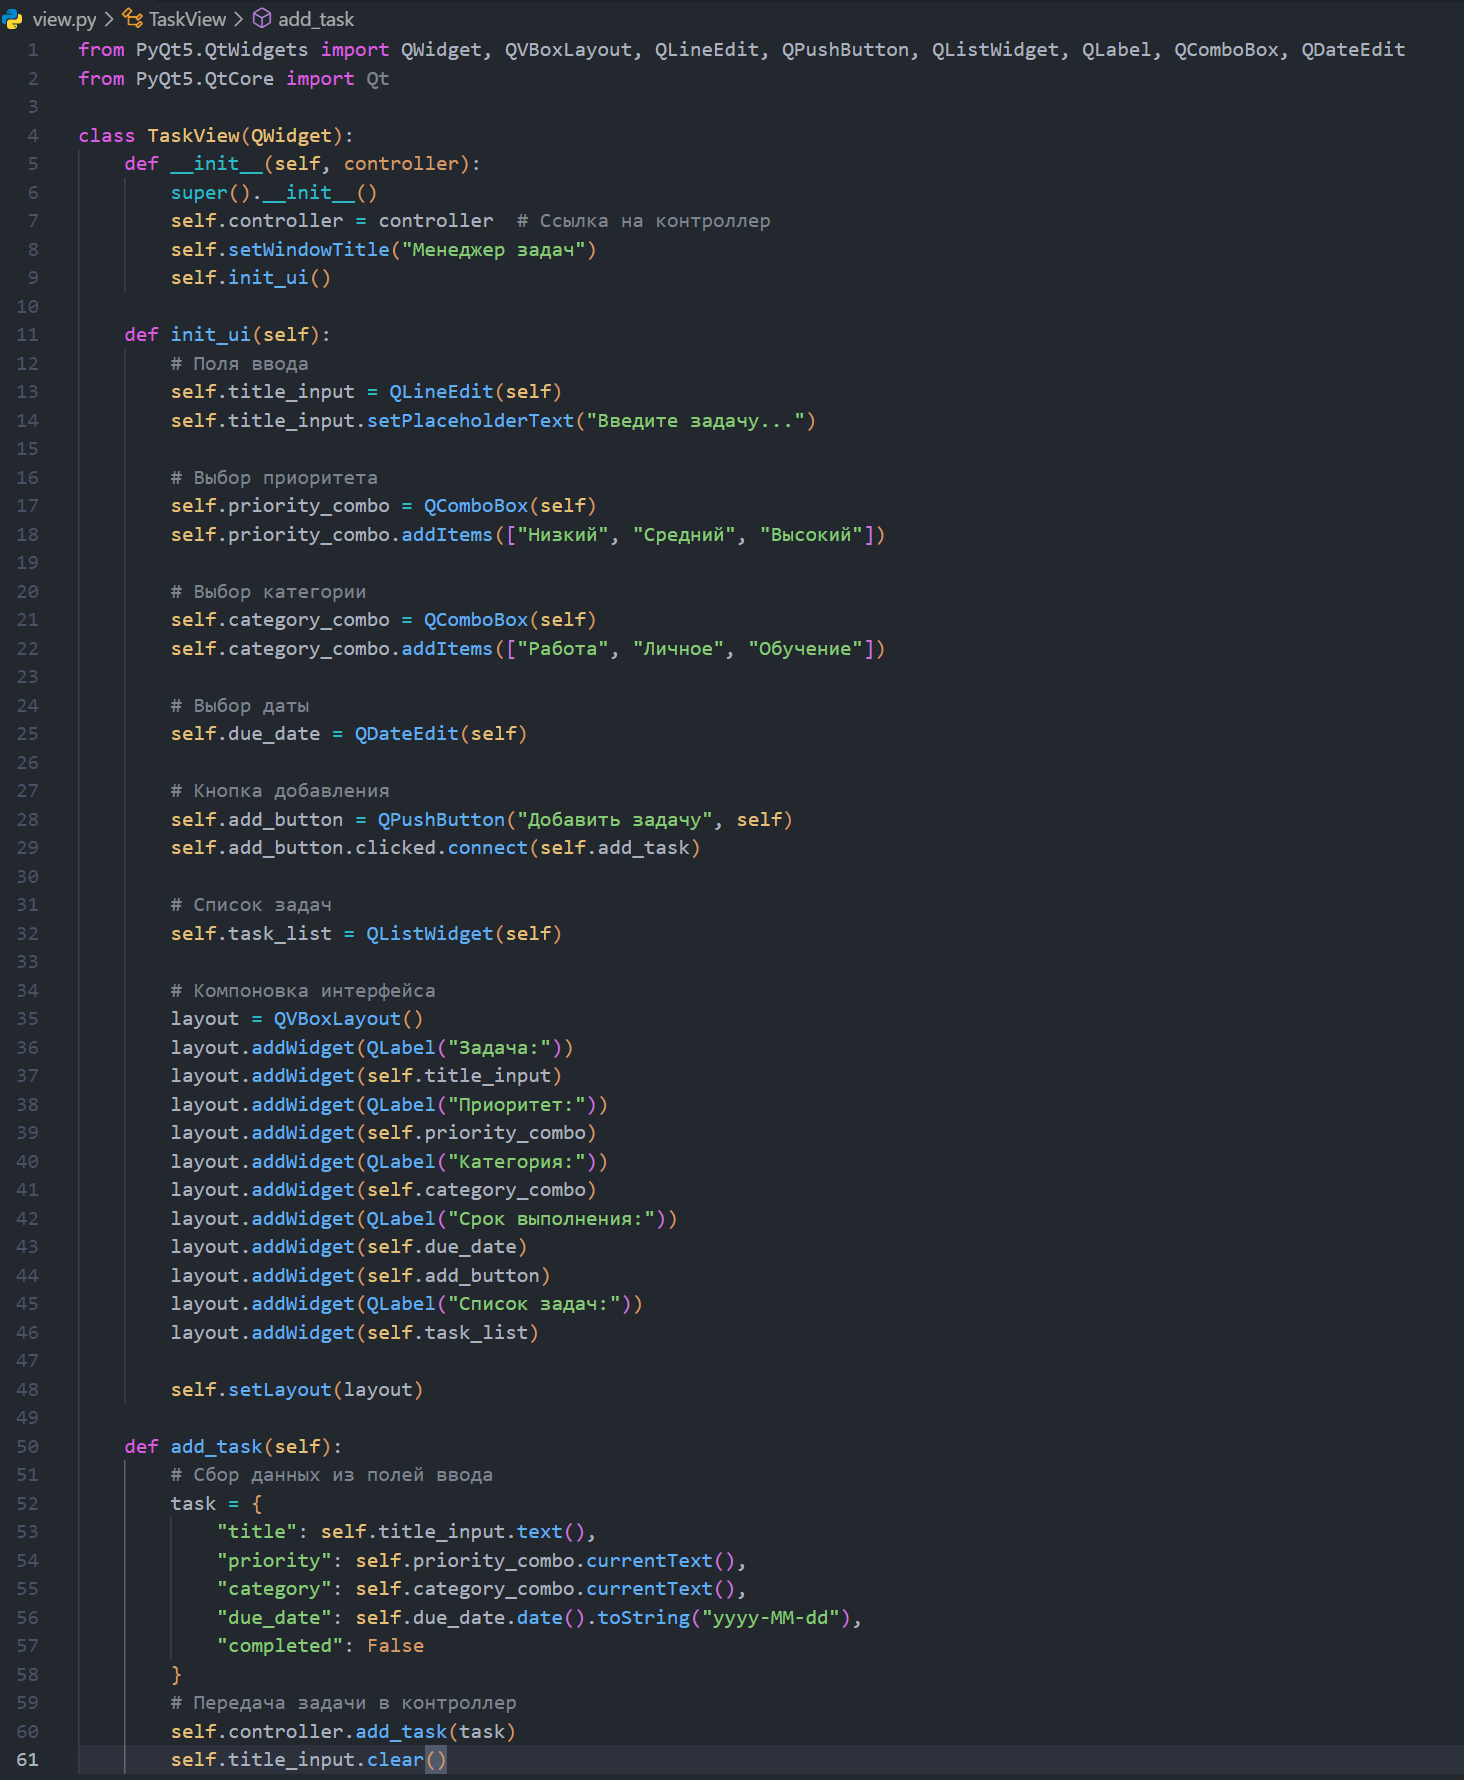 view.py > TaskView > add_task
1 from PyQt5.QtWidgets import QWidget, QVBoxLayout, QLineEdit, QPushButton, QListWidget, QLabel, QComboBox, QDateEdit
2 from PyQt5.QtCore import Qt
3
4 class TaskView(QWidget):
5     def __init__(self, controller):
6         super().__init__()
7         self.controller = controller  # Ссылка на контроллер
8         self.setWindowTitle("Менеджер задач")
9         self.init_ui()
10
11     def init_ui(self):
12         # Поля ввода
13         self.title_input = QLineEdit(self)
14         self.title_input.setPlaceholderText("Введите задачу...")
15
16         # Выбор приоритета
17         self.priority_combo = QComboBox(self)
18         self.priority_combo.addItems(["Низкий", "Средний", "Высокий"])
19
20         # Выбор категории
21         self.category_combo = QComboBox(self)
22         self.category_combo.addItems(["Работа", "Личное", "Обучение"])
23
24         # Выбор даты
25         self.due_date = QDateEdit(self)
26
27         # Кнопка добавления
28         self.add_button = QPushButton("Добавить задачу", self)
29         self.add_button.clicked.connect(self.add_task)
30
31         # Список задач
32         self.task_list = QListWidget(self)
33
34         # Компоновка интерфейса
35         layout = QVBoxLayout()
36         layout.addWidget(QLabel("Задача:"))
37         layout.addWidget(self.title_input)
38         layout.addWidget(QLabel("Приоритет:"))
39         layout.addWidget(self.priority_combo)
40         layout.addWidget(QLabel("Категория:"))
41         layout.addWidget(self.category_combo)
42         layout.addWidget(QLabel("Срок выполнения:"))
43         layout.addWidget(self.due_date)
44         layout.addWidget(self.add_button)
45         layout.addWidget(QLabel("Список задач:"))
46         layout.addWidget(self.task_list)
47
48         self.setLayout(layout)
49
50     def add_task(self):
51         # Сбор данных из полей ввода
52         task = {
53             "title": self.title_input.text(),
54             "priority": self.priority_combo.currentText(),
55             "category": self.category_combo.currentText(),
56             "due_date": self.due_date.date().toString("yyyy-MM-dd"),
57             "completed": False
58         }
59         # Передача задачи в контроллер
60         self.controller.add_task(task)
61         self.title_input.clear()